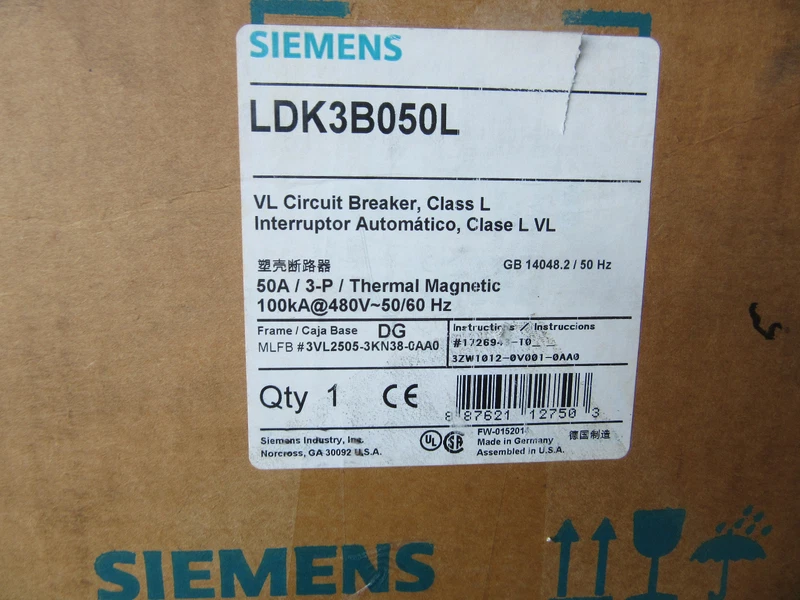 SIEMENS
LDK3B050L
VL Circuit Breaker, Class L
Interruptor Automático, Clase L VL
塑壳断路器 GB 14048.2 / 50 Hz
50A / 3-P / Thermal Magnetic
100kA@480V~50/60 Hz
Frame / Caja Base DG
MLFB #3VL2505-3KN38-0AA0
Instructions / Instrucciones
3ZW1012-0V001-0AA0
Qty 1 CE
8 87621 12750 3
Siemens Industry, Inc.
Norcross, GA 30092 U.S.A.
UL SA
Made in Germany 德国制造
Assembled in U.S.A.
SIEMENS